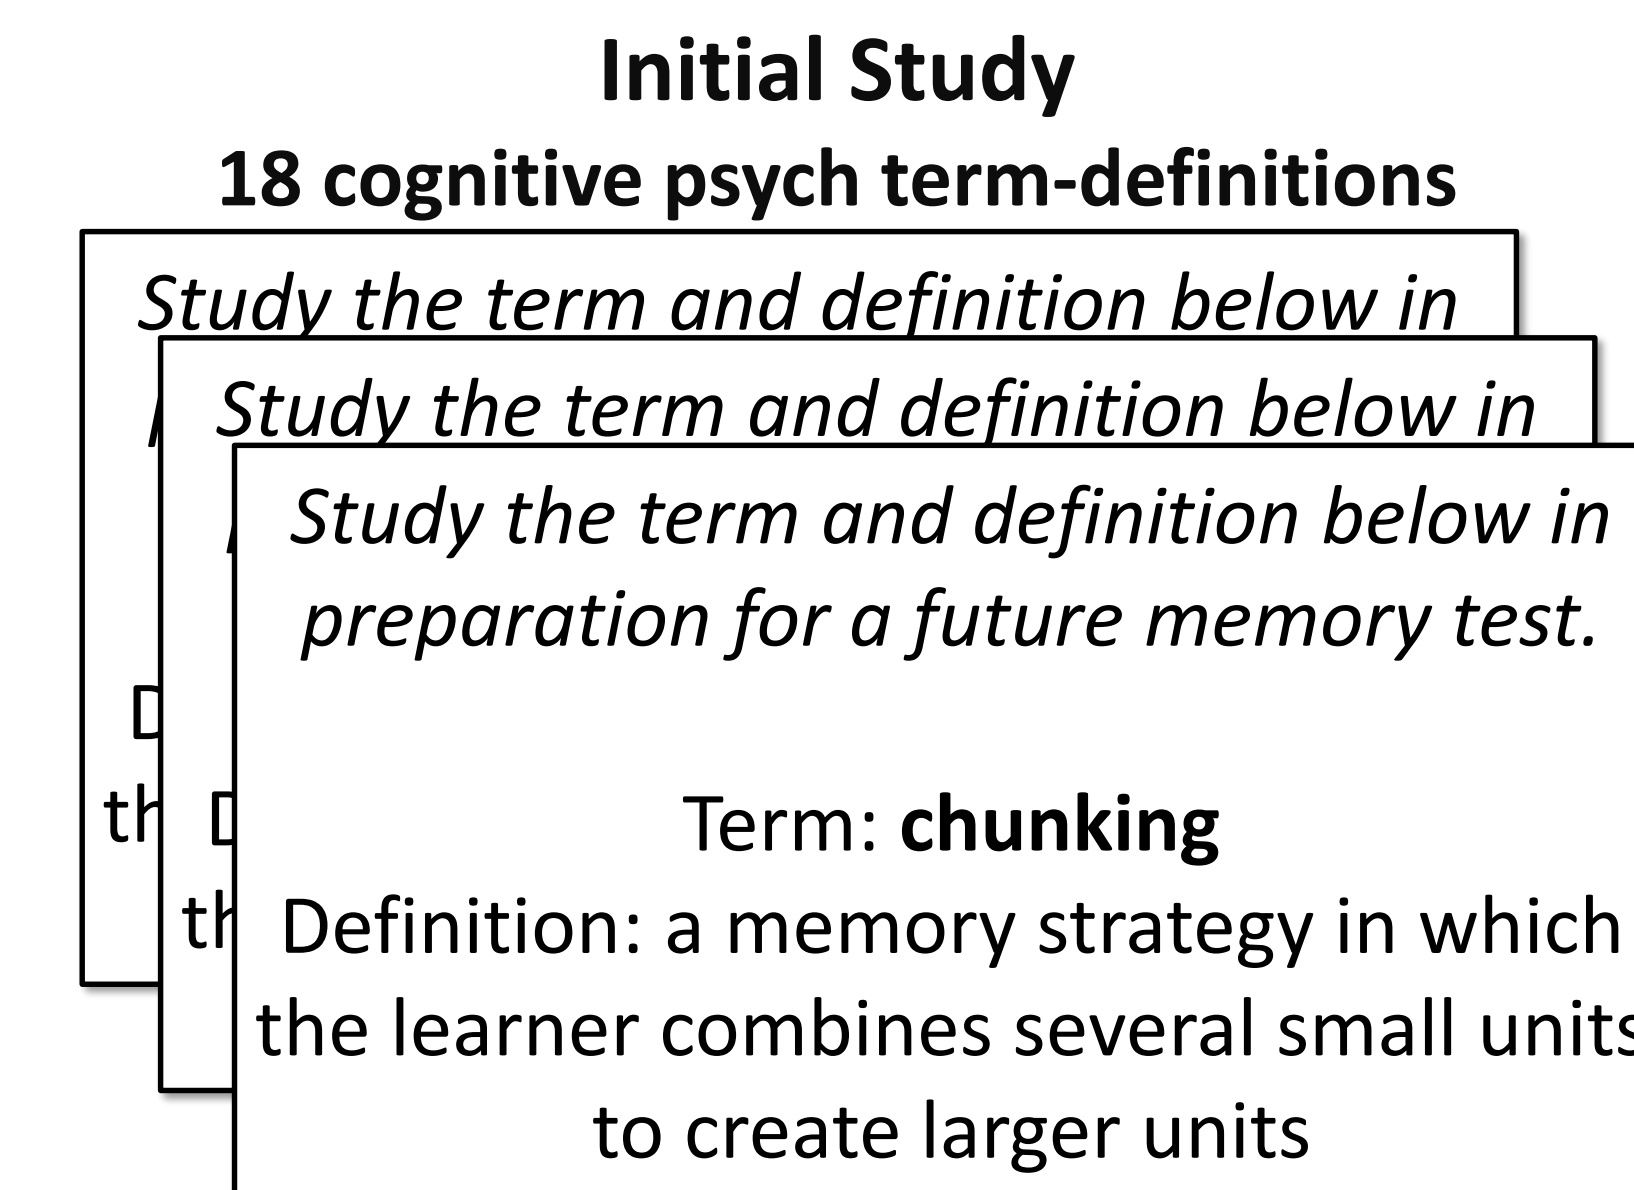 Initial Study
18 cognitive psych term-definitions
Study the term and definition below in
Study the term and definition below in
Study the term and definition below in
preparation for a future memory test.
Term: chunking
Definition: a memory strategy in which
the learner combines several small units
to create larger units